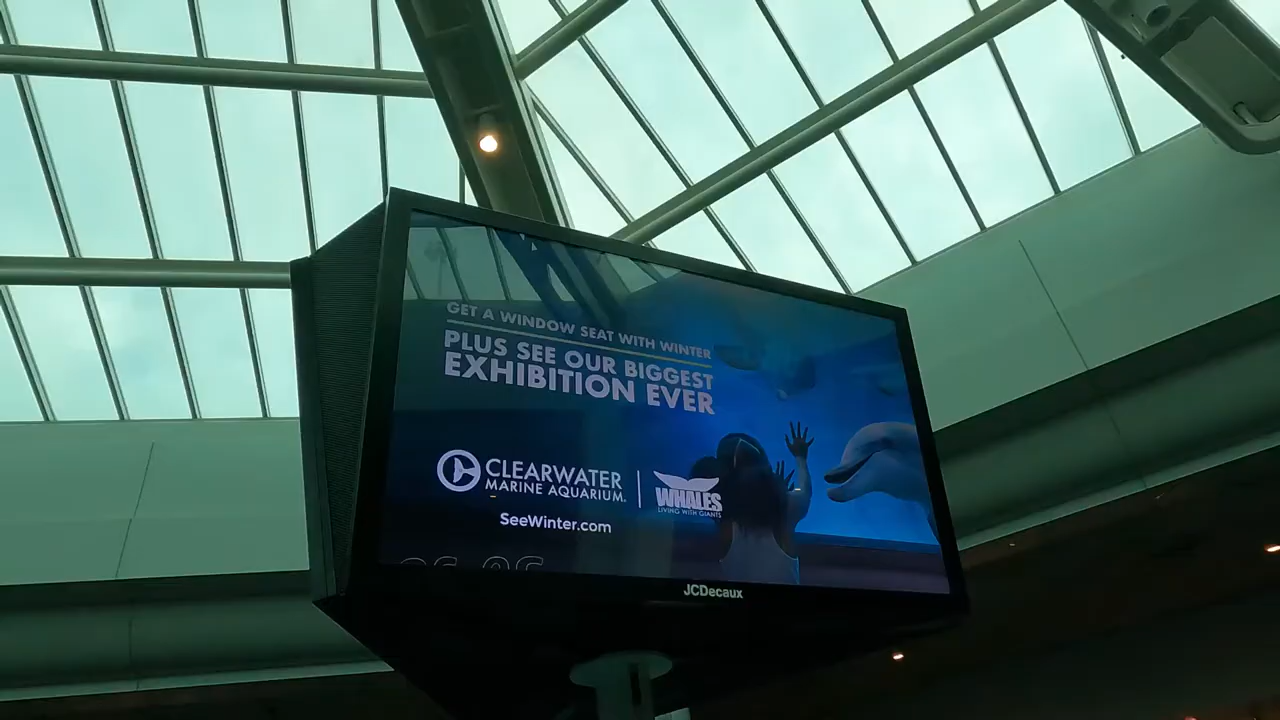 GET A WINDOW SEAT WITH WINTER
PLUS SEE OUR BIGGEST
EXHIBITION EVER
CLEARWATER
MARINE AQUARIUM.
WHALES
LIVING WITH GIANTS
SeeWinter.com
JCDecaux